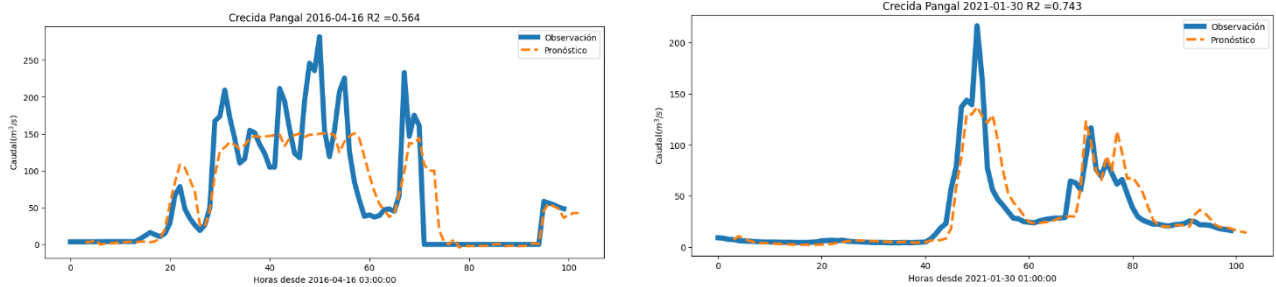 Crecida Pangal 2016-04-16 R2 =0.564
Observación
Pronóstico
Caudal(m³/s)
250
200
150
100
50
0
0
20
40
60
80
100
Horas desde 2016-04-16 03:00:00
Crecida Pangal 2021-01-30 R2 =0.743
Observación
Pronóstico
Caudal(m³/s)
200
150
100
50
0
0
20
40
60
80
100
Horas desde 2021-01-30 01:00:00